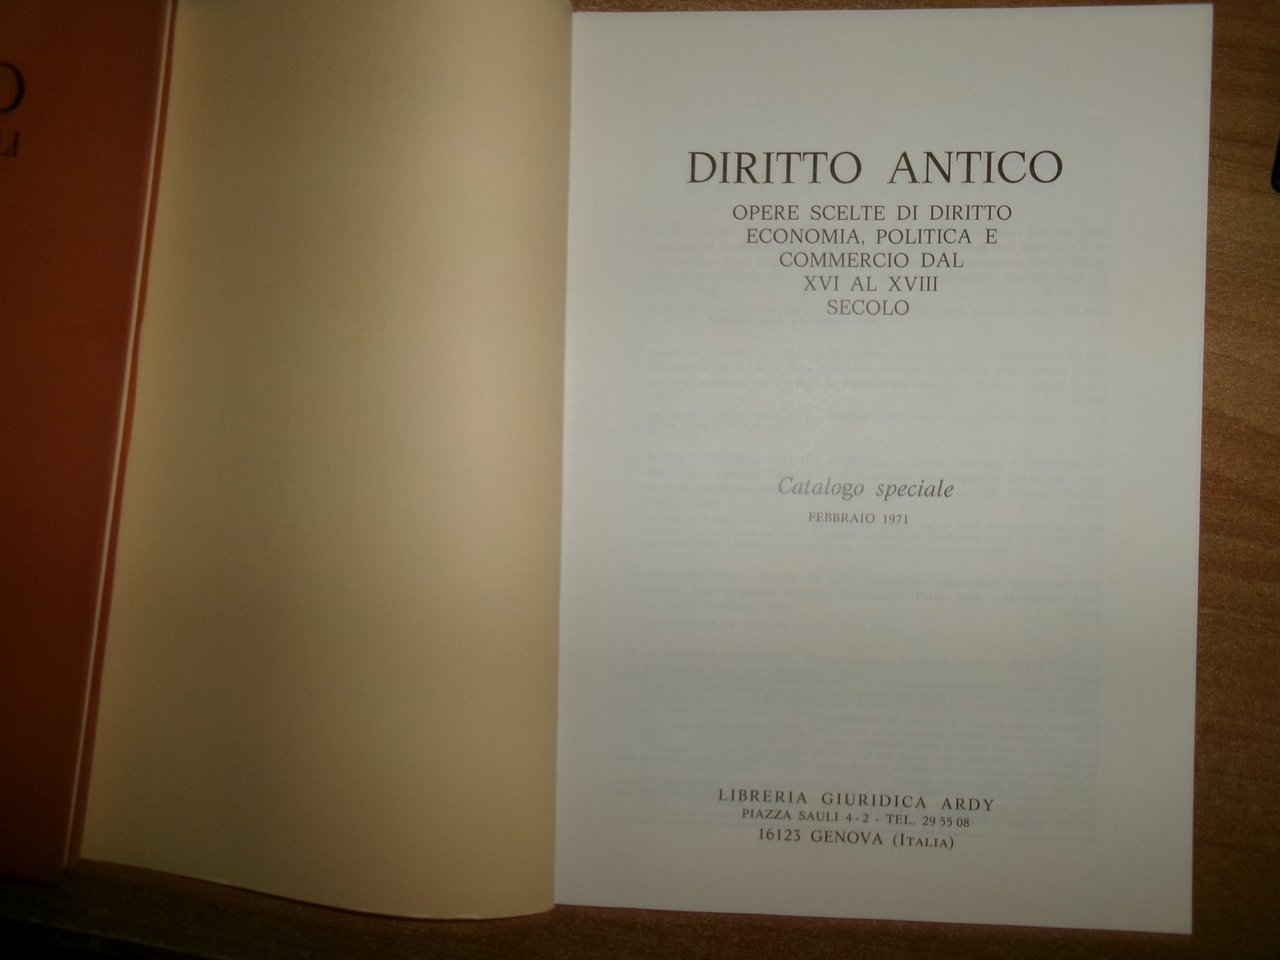 O
LI
DIRITTO ANTICO
OPERE SCELTE DI DIRITTO
ECONOMIA, POLITICA E
COMMERCIO DAL
XVI AL XVIII
SECOLO
Catalogo speciale
FEBBRAIO 1971
LIBRERIA GIURIDICA ARDY
PIAZZA SAULI 4-2 - TEL. 29 55 08
16123 GENOVA (ITALIA)